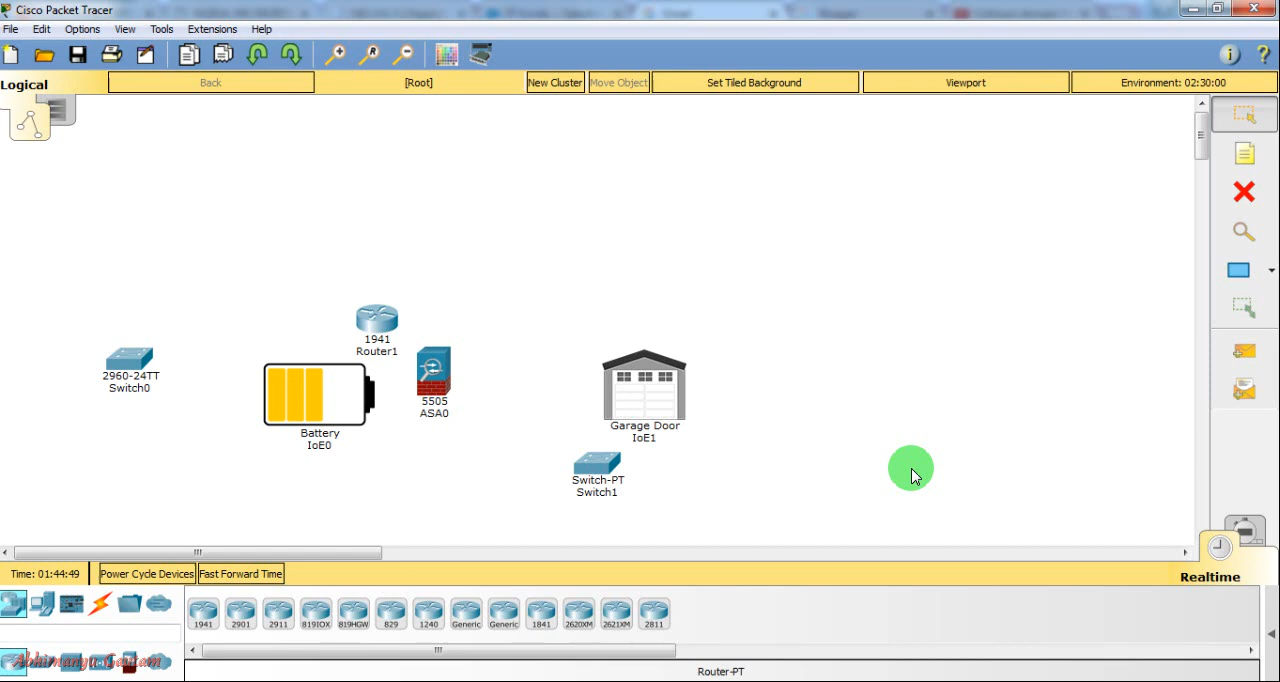 Cisco Packet Tracer
File Edit Options View Tools Extensions Help
Logical Back [Root] New Cluster Move Object Set Tiled Background Viewport Environment: 02:30:00
1941
Router1
2960-24TT
Switch0
5505
ASA0
Battery
IoE0
Garage Door
IoE1
Switch-PT
Switch1
Time: 01:44:49 Power Cycle Devices Fast Forward Time Realtime
1941 2901 2911 819IOX 819HGW 829 1240 Generic Generic 1841 2620XM 2621XM 2811
Abhimanyu Gautam
Router-PT